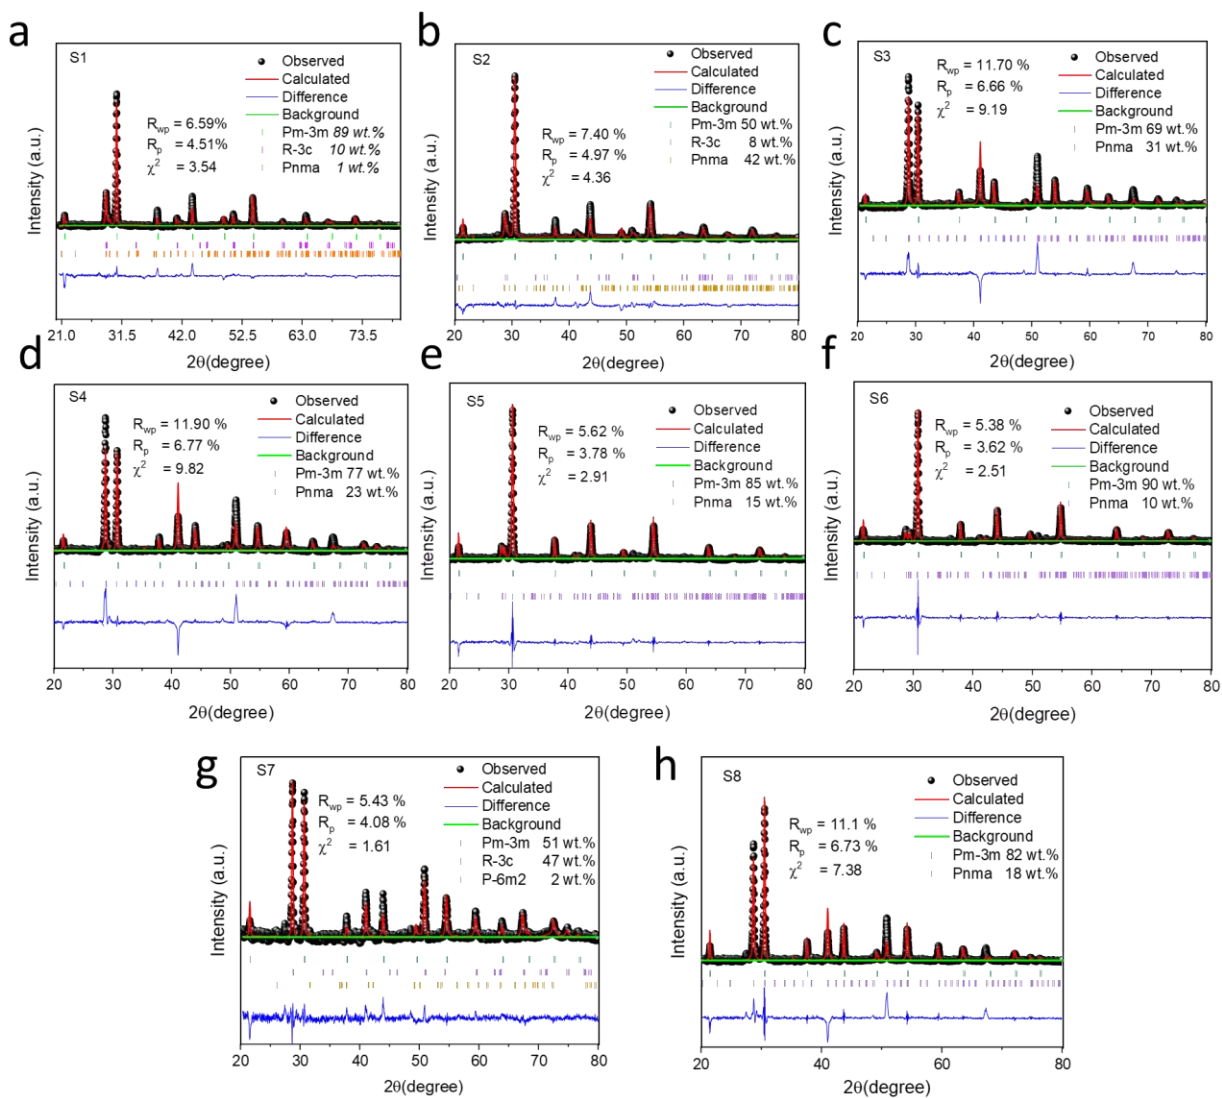 a
S1
Observed
Calculated
Difference
Background
Pm-3m 89 wt.%
R-3c 10 wt.%
Pnma 1 wt.%
Rwp = 6.59%
Rp = 4.51%
χ² = 3.54
Intensity (a.u.)
21.0 31.5 42.0 52.5 63.0 73.5
2θ(degree)
b
S2
Observed
Calculated
Difference
Background
Pm-3m 50 wt.%
R-3c 8 wt.%
Pnma 42 wt.%
Rwp = 7.40 %
Rp = 4.97 %
χ² = 4.36
Intensity (a.u.)
20 30 40 50 60 70 80
2θ(degree)
c
S3
Observed
Calculated
Difference
Background
Pm-3m 69 wt.%
Pnma 31 wt.%
Rwp = 11.70 %
Rp = 6.66 %
χ² = 9.19
Intensity (a.u.)
20 30 40 50 60 70 80
2θ(degree)
d
S4
Observed
Calculated
Difference
Background
Pm-3m 77 wt.%
Pnma 23 wt.%
Rwp = 11.90 %
Rp = 6.77 %
χ² = 9.82
Intensity (a.u.)
20 30 40 50 60 70 80
2θ(degree)
e
S5
Observed
Calculated
Difference
Background
Pm-3m 85 wt.%
Pnma 15 wt.%
Rwp = 5.62 %
Rp = 3.78 %
χ² = 2.91
Intensity (a.u.)
20 30 40 50 60 70 80
2θ(degree)
f
S6
Observed
Calculated
Difference
Background
Pm-3m 90 wt.%
Pnma 10 wt.%
Rwp = 5.38 %
Rp = 3.62 %
χ² = 2.51
Intensity (a.u.)
20 30 40 50 60 70 80
2θ(degree)
g
S7
Observed
Calculated
Difference
Background
Pm-3m 51 wt.%
R-3c 47 wt.%
P-6m2 2 wt.%
Rwp = 5.43 %
Rp = 4.08 %
χ² = 1.61
Intensity (a.u.)
20 30 40 50 60 70 80
2θ(degree)
h
S8
Observed
Calculated
Difference
Background
Pm-3m 82 wt.%
Pnma 18 wt.%
Rwp = 11.1 %
Rp = 6.73 %
χ² = 7.38
Intensity (a.u.)
20 40 60 80
2θ(degree)